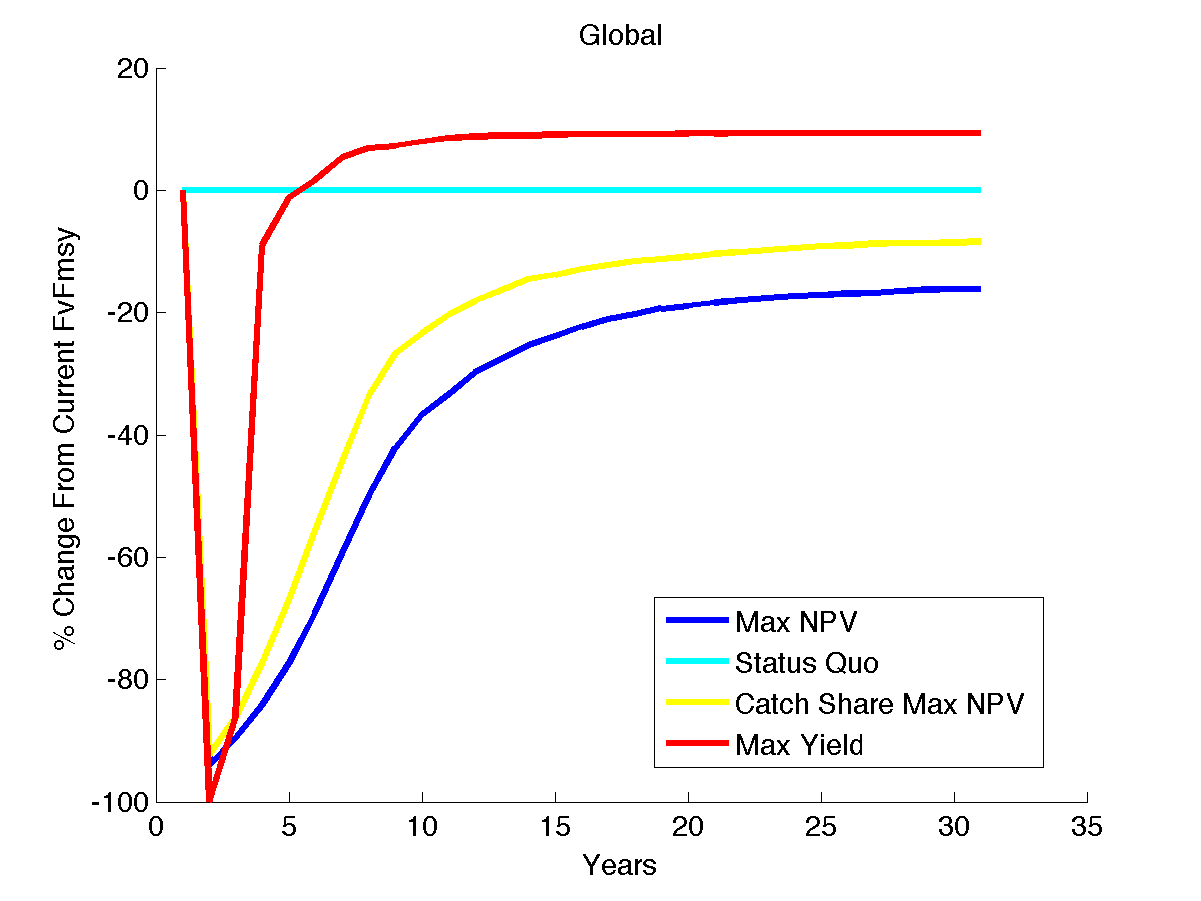 Global
20
0
-20
-40
-60
-80
-100
% Change From Current FvFmsy
0 5 10 15 20 25 30 35
Years
Max NPV
Status Quo
Catch Share Max NPV
Max Yield